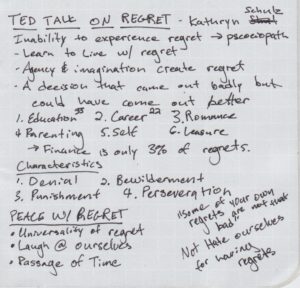 TED TALK ON REGRET - Kathryn Schulz
Inability to experience regret → pscociopath
- Learn to Live w/ regret
- Agency & imagination create regret
- A decision that came out badly but
could have come out better
1. Education 33 2. Career 22 3. Romance
4 Parenting 5. Self 6. Leasure
→ Finance is only 3% of regrets.
Characteristics
1. Denial 2. Bewilderment
3. Punishment 4. Perseveration
PEACE W/ REGRET
• Universality of regret
• Laugh @ ourselves
• Passage of Time
some of your own
regrets are not that
bad
Not Hate ourselves
for having
regrets